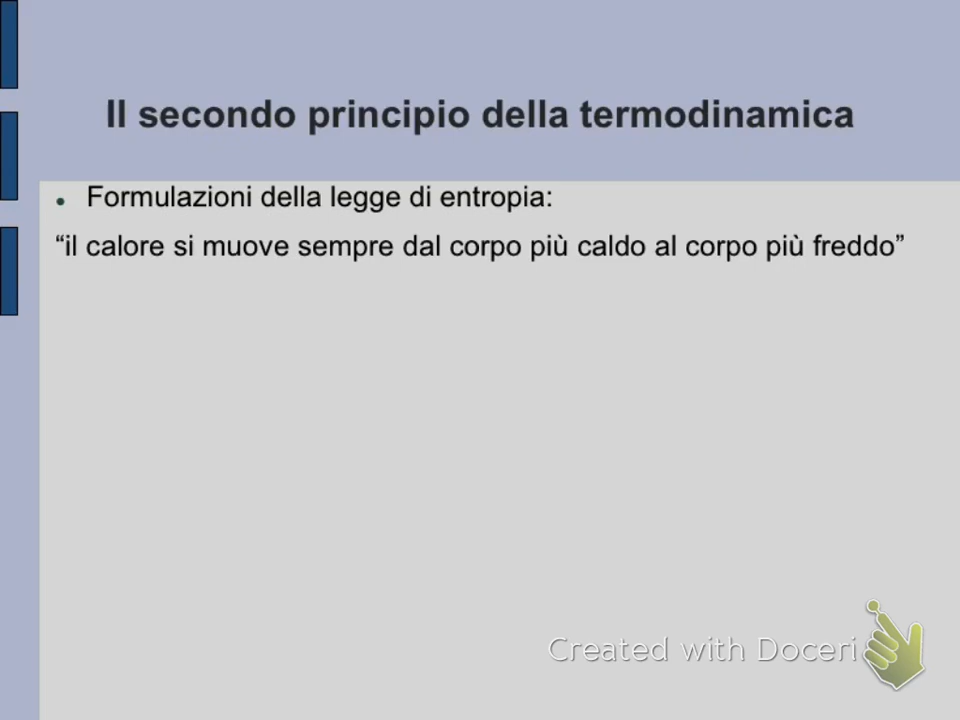 Il secondo principio della termodinamica
Formulazioni della legge di entropia:
“il calore si muove sempre dal corpo più caldo al corpo più freddo”
Created with Doceri